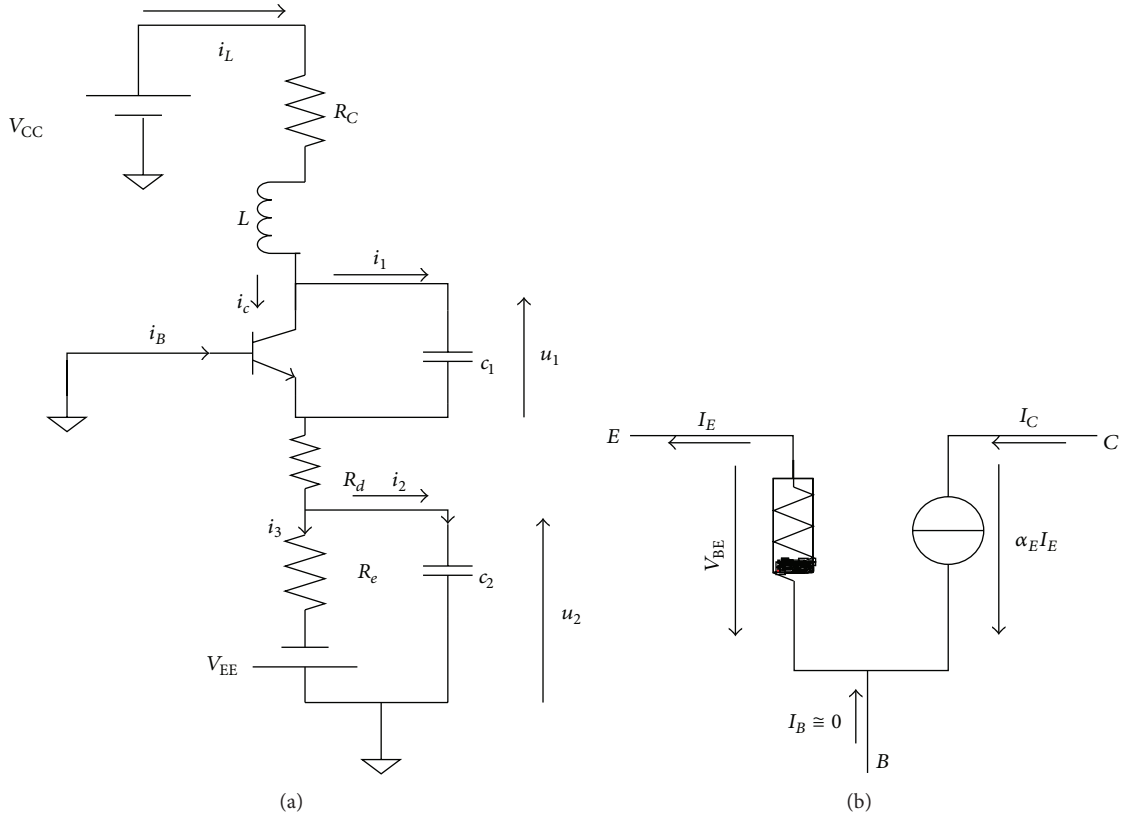 i_L
R_C
V_CC
L
i_1
i_c
i_B
c_1
u_1
R_d
i_2
i_3
R_e
c_2
u_2
V_EE
(a)
E
I_E
I_C
C
V_BE
α_E I_E
I_B ≅ 0
B
(b)